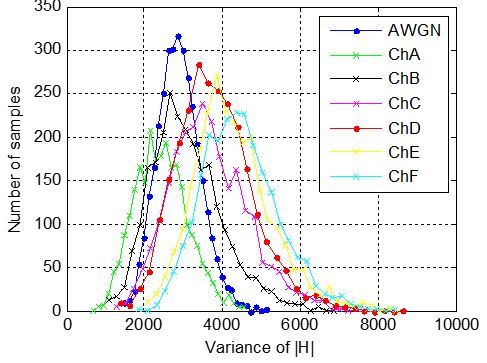 350
300
250
200
150
100
50
0
Number of samples
AWGN
ChA
ChB
ChC
ChD
ChE
ChF
0 2000 4000 6000 8000 10000
Variance of |H|